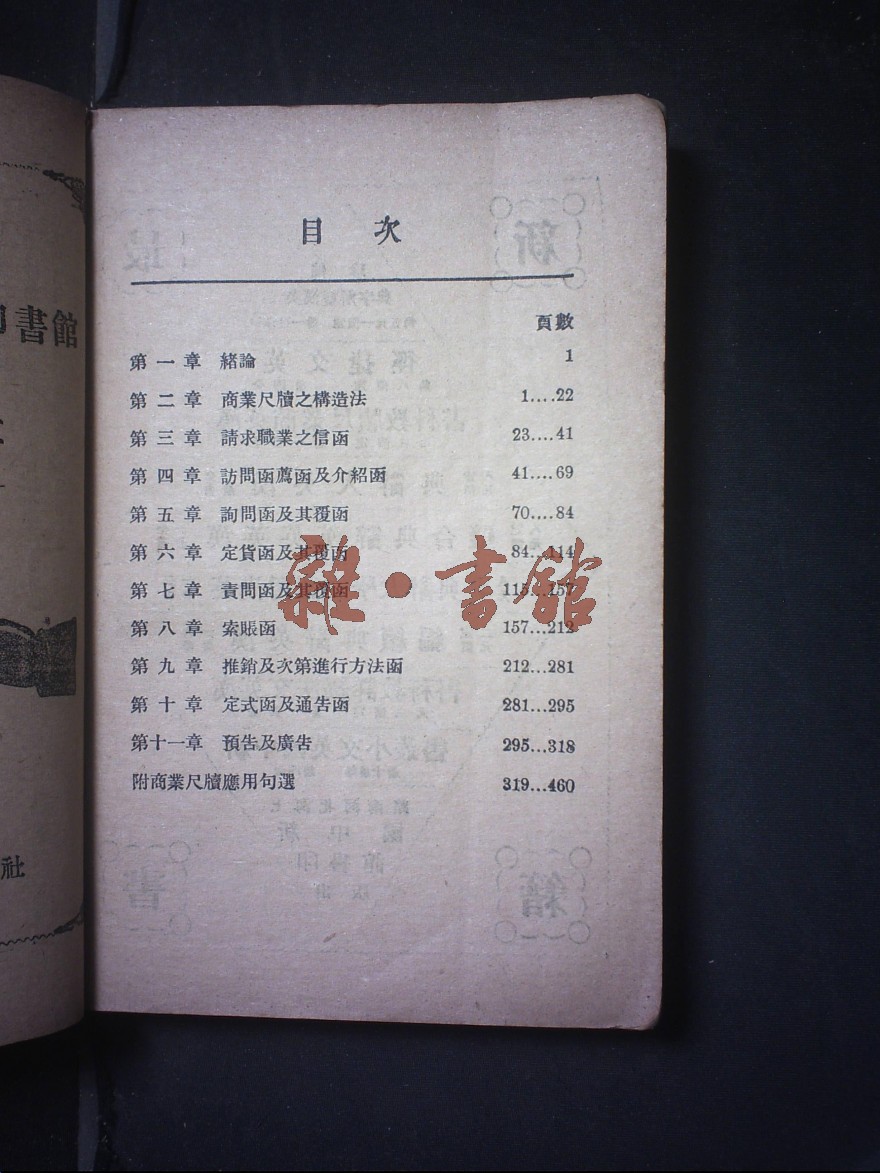 目次
頁數
第一章 緒論 1
第二章 商業尺牘之構造法 1....22
第三章 請求職業之信函 23....41
第四章 訪問函薦函及介紹函 41....69
第五章 詢問函及其覆函 70....84
第六章 定貨函及其覆函 84...114
第七章 責問函及其覆函 115...157
第八章 索賬函 157...212
第九章 推銷及次第進行方法函 212...281
第十章 定式函及通告函 281...295
第十一章 預告及廣告 295...318
附商業尺牘應用句選 319...460
雜·書館
書館
社